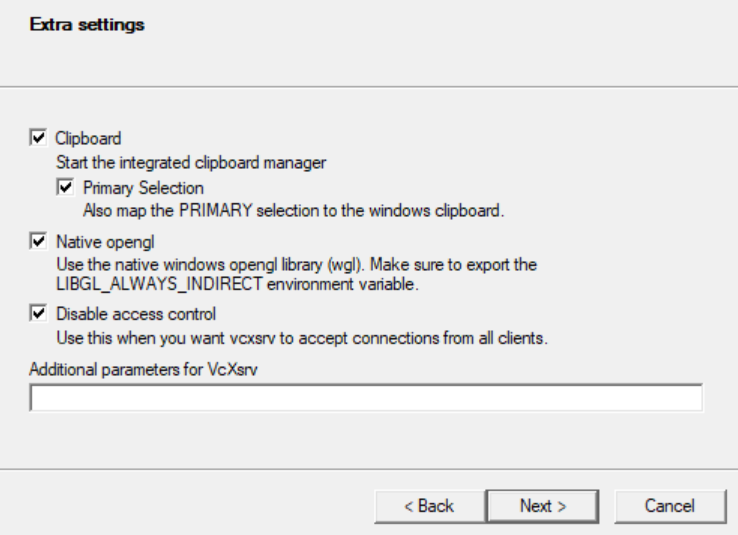 Extra settings
Clipboard
Start the integrated clipboard manager
Primary Selection
Also map the PRIMARY selection to the windows clipboard.
Native opengl
Use the native windows opengl library (wgl). Make sure to export the
LIBGL_ALWAYS_INDIRECT environment variable.
Disable access control
Use this when you want vcxsrv to accept connections from all clients.
Additional parameters for VcXsrv
< Back Next > Cancel